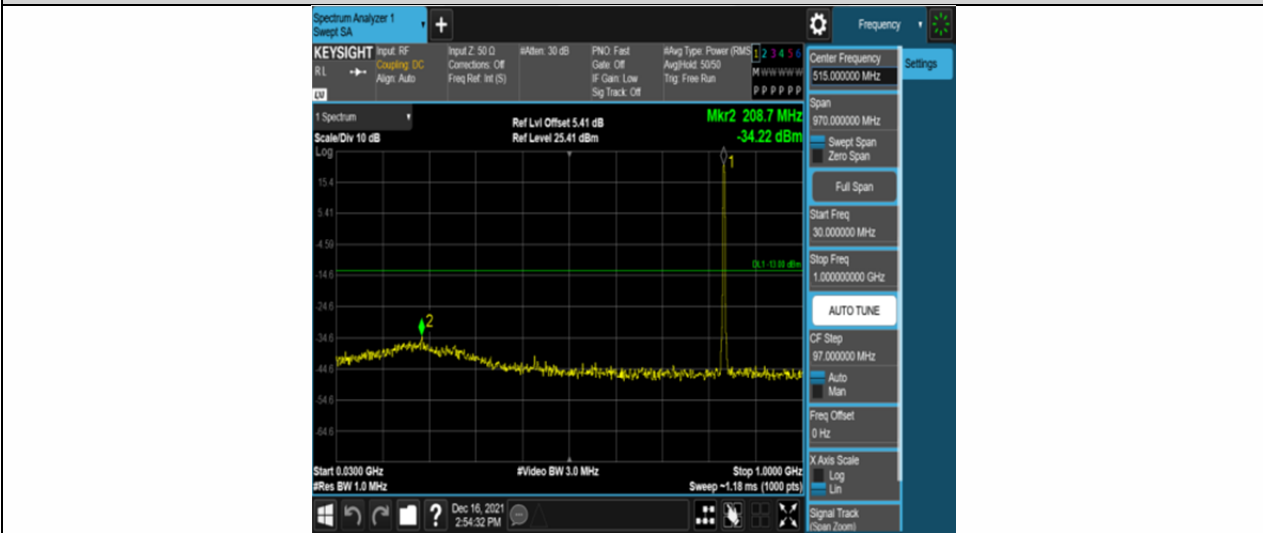 Spectrum Analyzer 1
Swept SA
+
Frequency
KEYSIGHT
R L
Input: RF
Coupling: DC
Align: Auto
Input Z: 50 Ω
Corrections: Off
Freq Ref: Int (S)
#Atten: 30 dB
PNO: Fast
Gate: Off
IF Gain: Low
Sig Track: Off
#Avg Type: Power (RMS
Avg|Hold: 50/50
Trig: Free Run
1 2 3 4 5 6
M W W W W W
P P P P P P
1 Spectrum
Scale/Div 10 dB
Log
Ref Lvl Offset 5.41 dB
Ref Level 25.41 dBm
Mkr2 208.7 MHz
-34.22 dBm
15.4
5.41
-4.59
-14.6
-24.6
-34.6
-44.6
-54.6
-64.6
1
DL1 -13.00 dBm
2
Start 0.0300 GHz
#Res BW 1.0 MHz
#Video BW 3.0 MHz
Stop 1.0000 GHz
Sweep ~1.18 ms (1000 pts)
Dec 16, 2021
2:54:32 PM
?
Center Frequency
515.000000 MHz
Settings
Span
970.000000 MHz
Swept Span
Zero Span
Full Span
Start Freq
30.000000 MHz
Stop Freq
1.000000000 GHz
AUTO TUNE
CF Step
97.000000 MHz
Auto
Man
Freq Offset
0 Hz
X Axis Scale
Log
Lin
Signal Track
(Span Zoom)